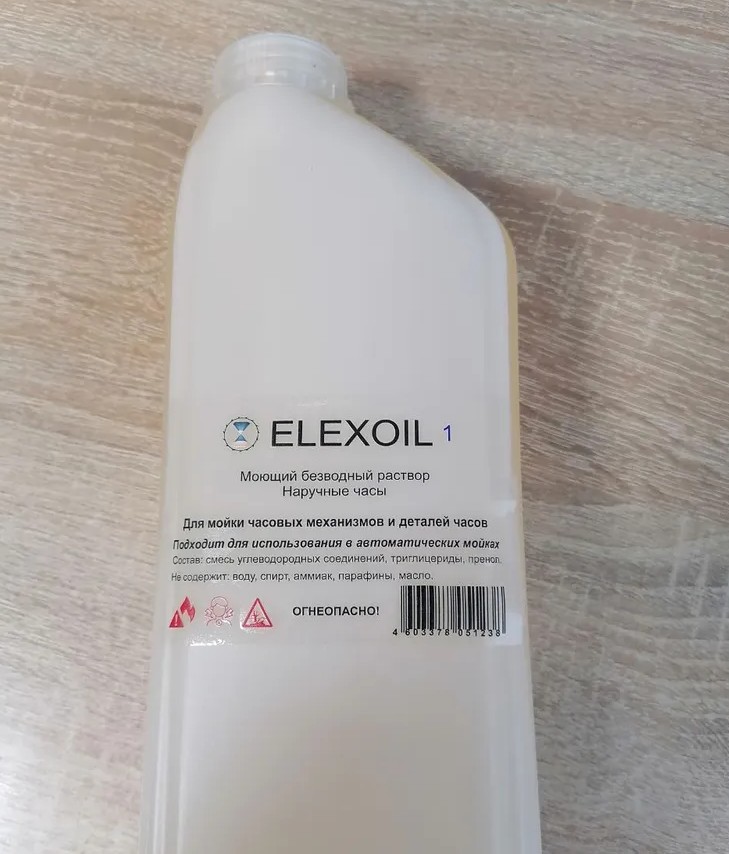 ELEXOIL 1
Моющий безводный раствор
Наручные часы
Для мойки часовых механизмов и деталей часов
Подходит для использования в автоматических мойках
Состав: смесь углеводородных соединений, триглицериды, пренол.
Не содержит: воду, спирт, аммиак, парафины, масло.
ОГНЕОПАСНО!
4 603378 051238